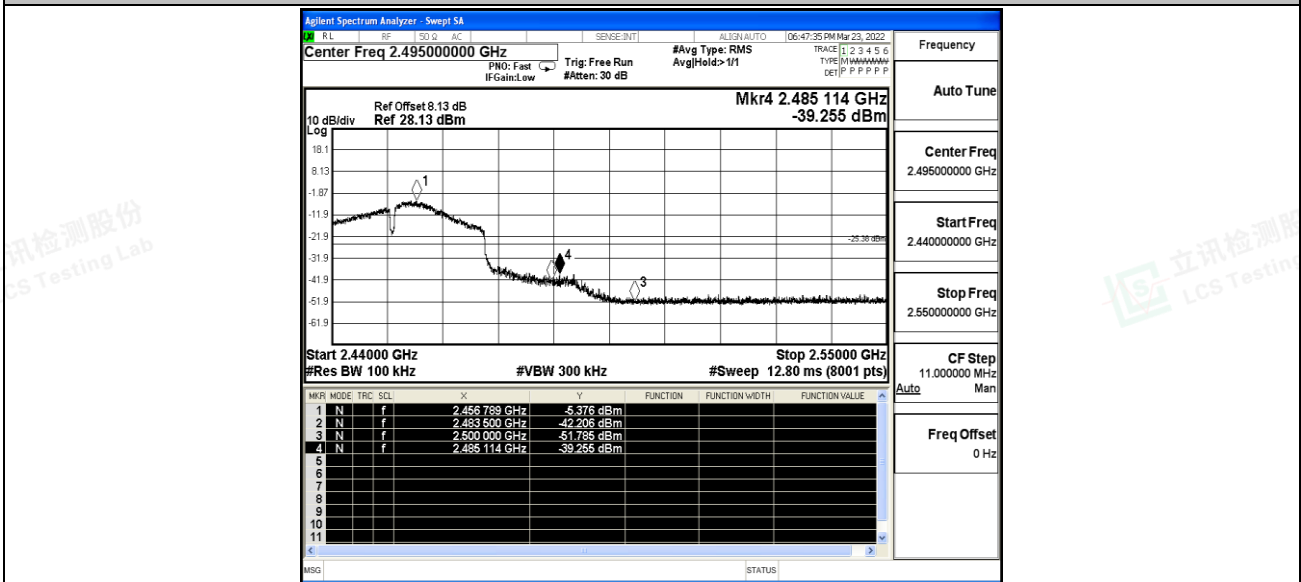 Agilent Spectrum Analyzer - Swept SA
RL RF 50 Ω AC SENSE:INT ALIGN AUTO 06:47:35 PM Mar 23, 2022
Center Freq 2.495000000 GHz
PNO: Fast
IFGain:Low
Trig: Free Run
#Atten: 30 dB
#Avg Type: RMS
Avg|Hold:>1/1
TRACE 1 2 3 4 5 6
TYPE M WWWWW
DET P P P P P P
Frequency
Auto Tune
Center Freq
2.495000000 GHz
Start Freq
2.440000000 GHz
Stop Freq
2.550000000 GHz
CF Step
11.000000 MHz
Auto Man
Freq Offset
0 Hz
Mkr4 2.485 114 GHz
-39.255 dBm
Ref Offset 8.13 dB
10 dB/div Ref 28.13 dBm
Log
18.1
8.13
-1.87
-11.9
-21.9
-31.9
-41.9
-51.9
-61.9
1
4
3
-25.38 dBm
Start 2.44000 GHz Stop 2.55000 GHz
#Res BW 100 kHz #VBW 300 kHz #Sweep 12.80 ms (8001 pts)
MKR MODE TRC SCL X Y FUNCTION FUNCTION WIDTH FUNCTION VALUE
1 N f 2.456 789 GHz -5.376 dBm
2 N f 2.483 500 GHz -42.206 dBm
3 N f 2.500 000 GHz -51.785 dBm
4 N f 2.485 114 GHz -39.255 dBm
5
6
7
8
9
10
11
MSG STATUS
讯检测股份
CS Testing Lab
立讯检测股
LCS Testing